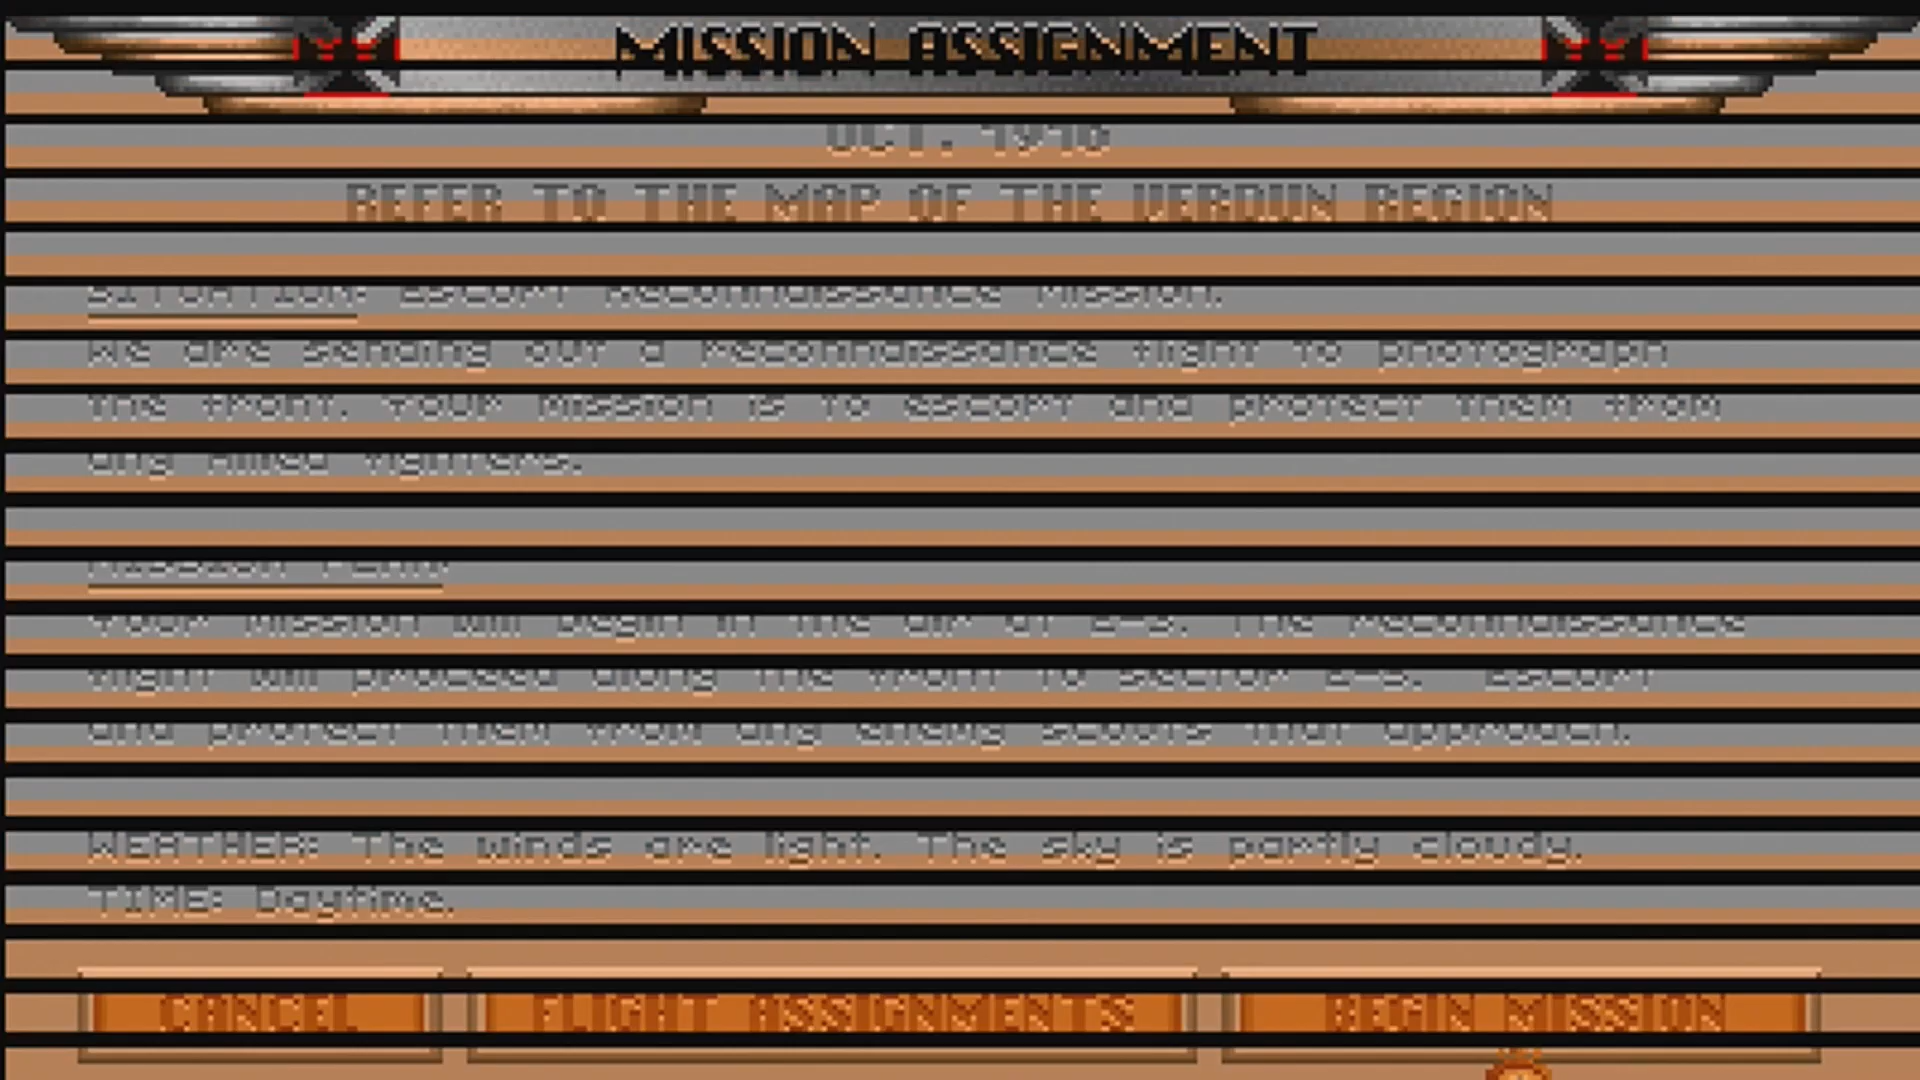 MISSION ASSIGNMENT
OCT. 1916
REFER TO THE MAP OF THE VERDUN REGION
SITUATION: Escort Reconnaissance Mission.
We are sending out a reconnaissance flight to photograph
the front. Your mission is to escort and protect them from
any Allied fighters.
MISSION PLAN:
Your mission will begin in the air at The reconnaissance
flight will proceed along the front to sector Escort
and protect them from any enemy scouts that approach.
WEATHER: The winds are light. The sky is partly cloudy.
TIME: Daytime.
CANCEL
FLIGHT ASSIGNMENTS
BEGIN MISSION